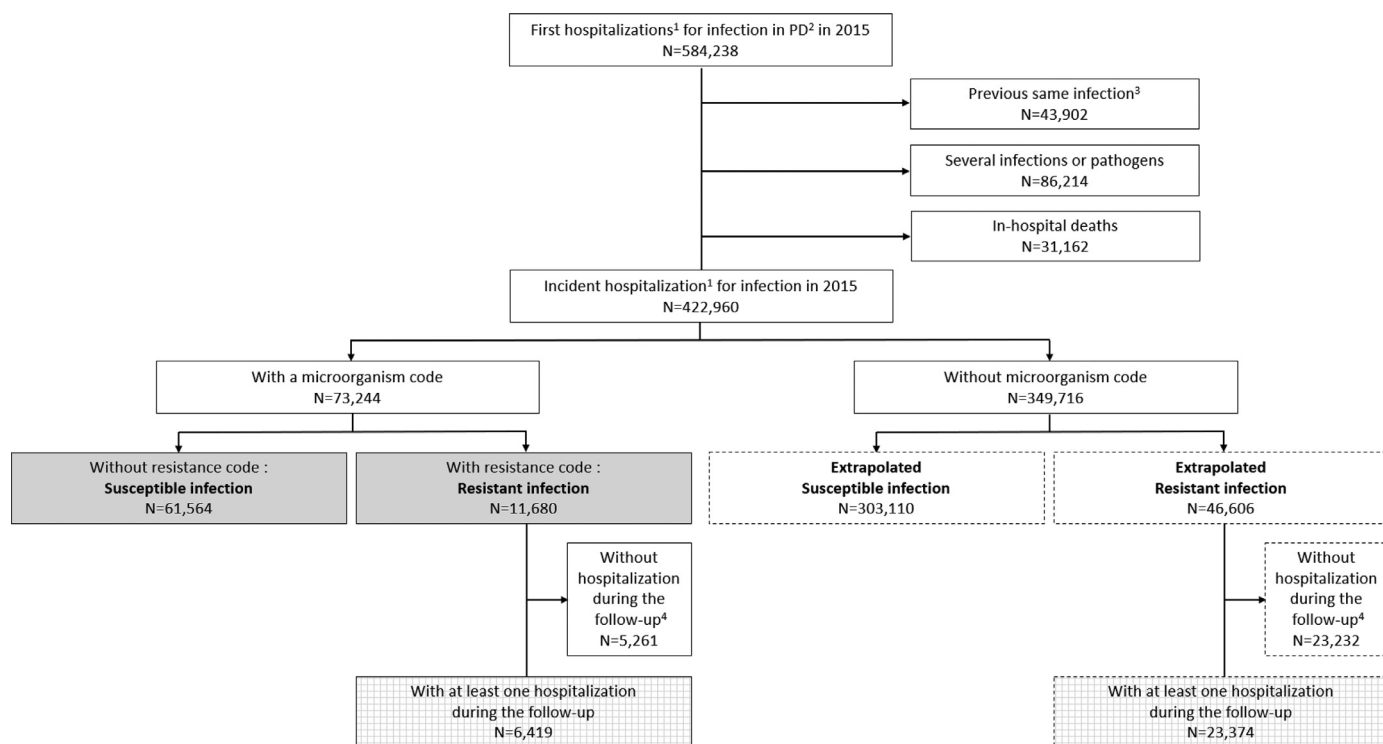 First hospitalizations¹ for infection in PD² in 2015
N=584,238
Previous same infection³
N=43,902
Several infections or pathogens
N=86,214
In-hospital deaths
N=31,162
Incident hospitalization¹ for infection in 2015
N=422,960
With a microorganism code
N=73,244
Without microorganism code
N=349,716
Without resistance code :
Susceptible infection
N=61,564
With resistance code :
Resistant infection
N=11,680
Extrapolated
Susceptible infection
N=303,110
Extrapolated
Resistant infection
N=46,606
Without
hospitalization
during the
follow-up⁴
N=5,261
Without
hospitalization
during the
follow-up⁴
N=23,232
With at least one hospitalization
during the follow-up
N=6,419
With at least one hospitalization
during the follow-up
N=23,374